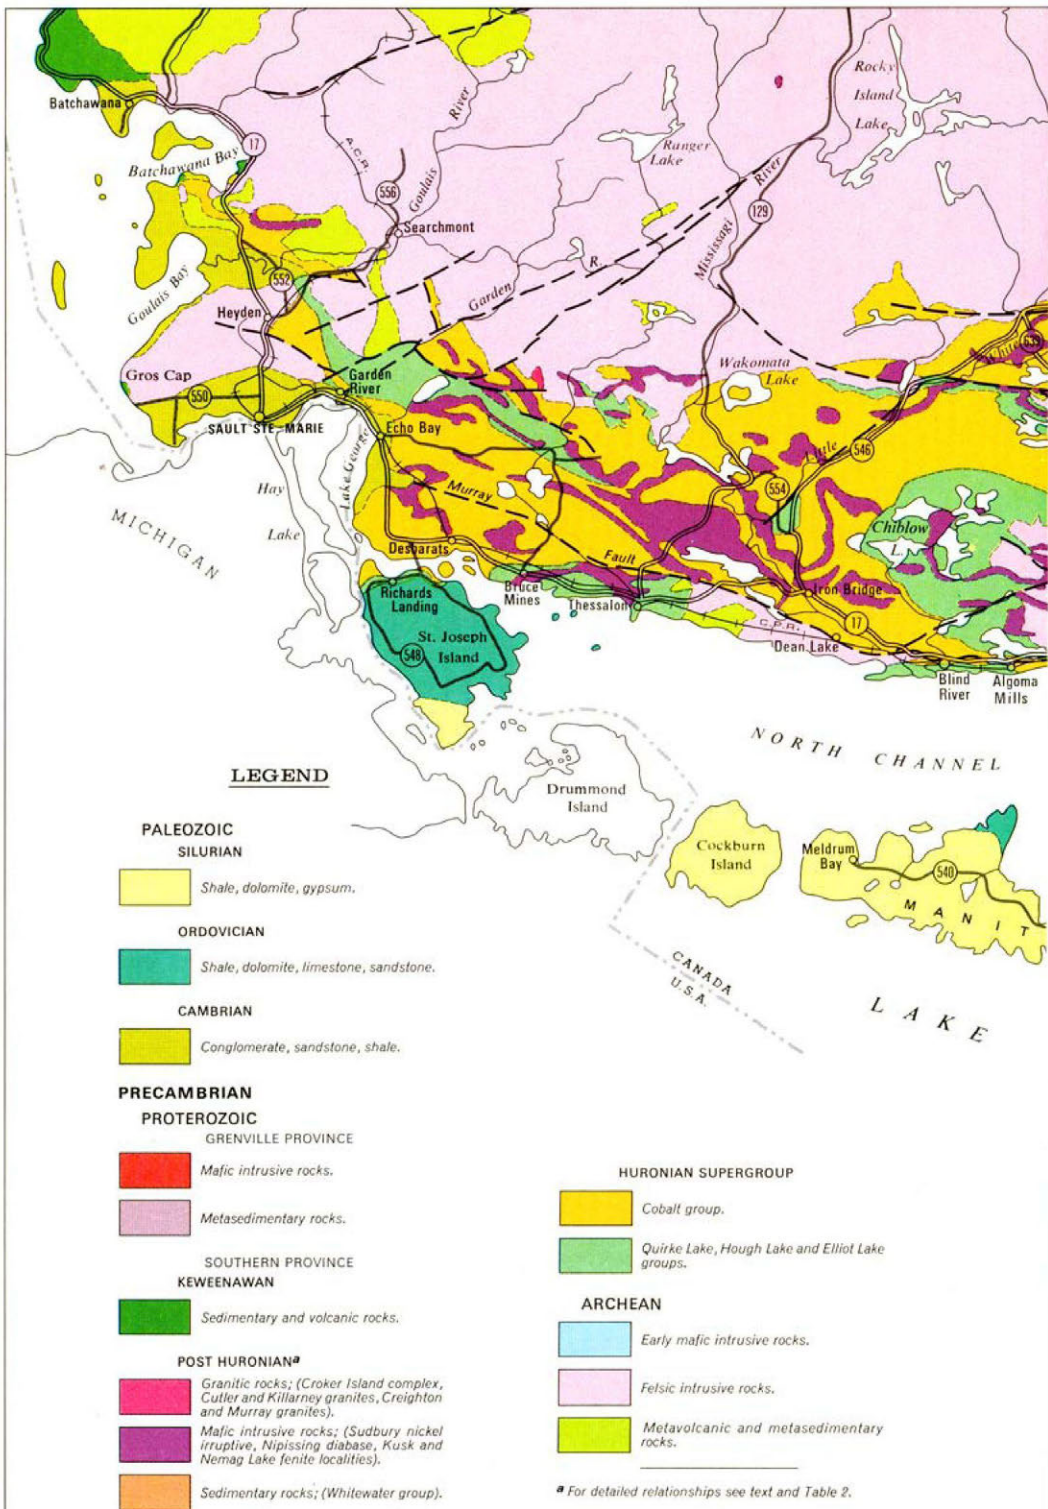 Rocky
Island
Lake
Batchawana
Batchawana Bay
17
A.C.R.
Goulais
River
556
Searchmont
Ranger
Lake
Mississagi
River
129
Goulais Bay
552
Heyden
Garden
R.
Gros Cap
550
SAULT STE. MARIE
Garden
River
Echo Bay
Wakomata
Lake
White
639
Little
546
554
Hay
Lake
Lake George
MICHIGAN
Murray
Fault
Desbarats
Chiblow
L.
Richards
Landing
Bruce
Mines
Thessalon
Iron Bridge
17
C.P.R.
Dean Lake
St. Joseph
Island
548
Blind
River
Algoma
Mills
NORTH CHANNEL
Drummond
Island
Cockburn
Island
Meldrum
Bay
540
MANIT
CANADA
U.S.A.
LAKE
LEGEND
PALEOZOIC
SILURIAN
Shale, dolomite, gypsum.
ORDOVICIAN
Shale, dolomite, limestone, sandstone.
CAMBRIAN
Conglomerate, sandstone, shale.
PRECAMBRIAN
PROTEROZOIC
GRENVILLE PROVINCE
Mafic intrusive rocks.
Metasedimentary rocks.
SOUTHERN PROVINCE
KEWEENAWAN
Sedimentary and volcanic rocks.
POST HURONIANa
Granitic rocks; (Croker Island complex,
Cutler and Killarney granites, Creighton
and Murray granites).
Mafic intrusive rocks; (Sudbury nickel
irruptive, Nipissing diabase, Kusk and
Nemag Lake fenite localities).
Sedimentary rocks; (Whitewater group).
HURONIAN SUPERGROUP
Cobalt group.
Quirke Lake, Hough Lake and Elliot Lake
groups.
ARCHEAN
Early mafic intrusive rocks.
Felsic intrusive rocks.
Metavolcanic and metasedimentary
rocks.
a For detailed relationships see text and Table 2.